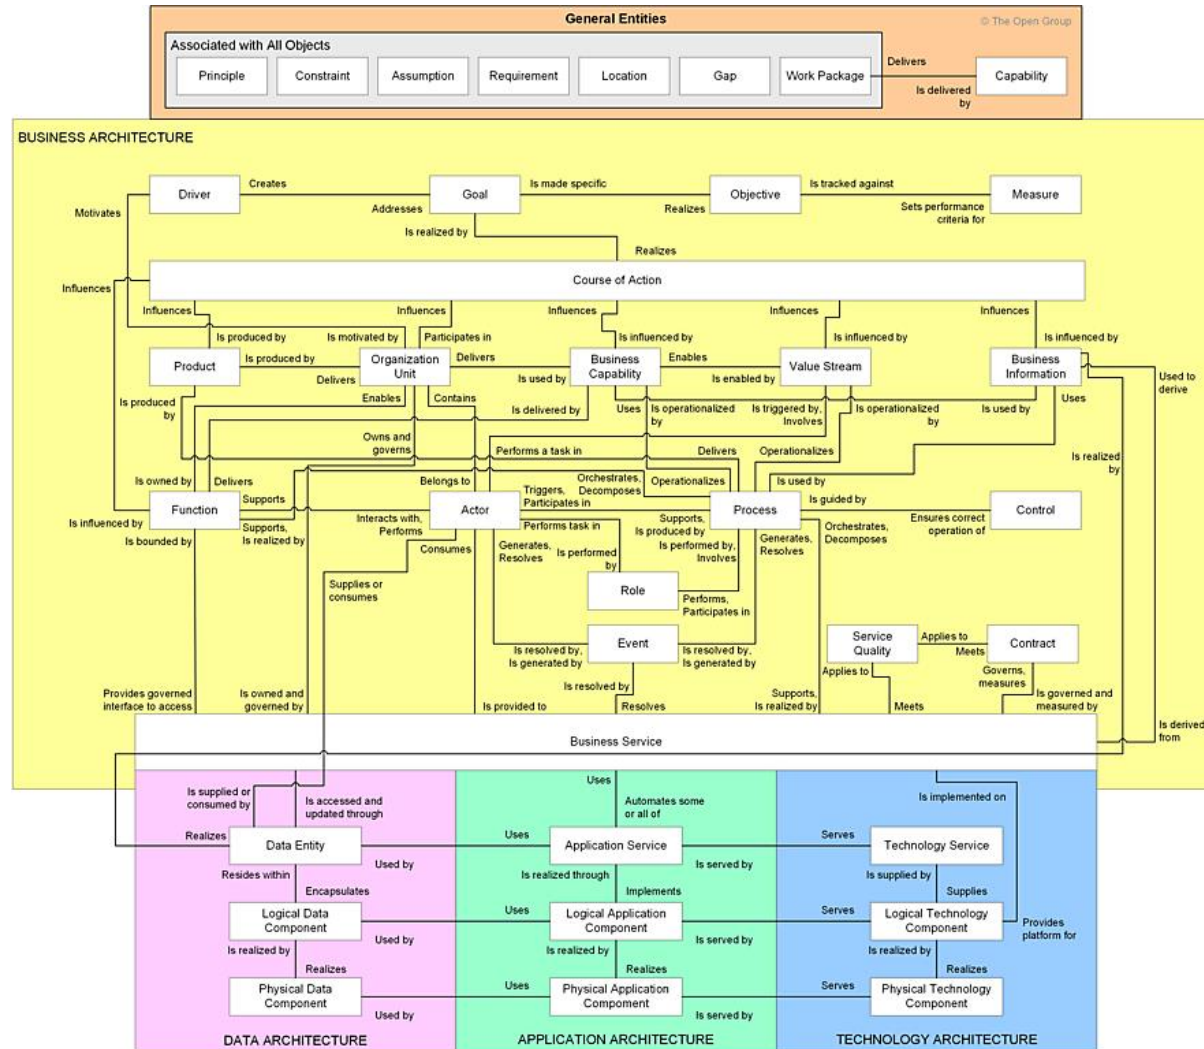 General Entities
© The Open Group
Associated with All Objects
Principle
Constraint
Assumption
Requirement
Location
Gap
Work Package
Delivers
Is delivered
by
Capability
BUSINESS ARCHITECTURE
Driver
Creates
Goal
Is made specific
Objective
Is tracked against
Measure
Motivates
Addresses
Realizes
Sets performance
criteria for
Is realized by
Realizes
Course of Action
Influences
Influences
Influences
Influences
Influences
Influences
Is produced by
Is motivated by
Participates in
Is influenced by
Is influenced by
Is influenced by
Product
Is produced by
Organization
Unit
Delivers
Business
Capability
Enables
Value Stream
Business
Information
Delivers
Is used by
Is enabled by
Used to
derive
Is produced
by
Enables
Contains
Is delivered by
Uses
Is operationalized
by
Is triggered by,
Involves
Is operationalized
by
Is used by
Uses
Owns and
governs
Performs a task in
Delivers
Operationalizes
Is realized
by
Is owned by
Delivers
Belongs to
Orchestrates,
Decomposes
Operationalizes
Is used by
Function
Supports
Actor
Triggers,
Participates in
Process
Is guided by
Control
Is influenced by
Supports,
Is realized by
Interacts with,
Performs
Performs task in
Supports,
Is produced by
Generates,
Resolves
Orchestrates,
Decomposes
Ensures correct
operation of
Is bounded by
Consumes
Generates,
Resolves
Is performed
by
Is performed by,
Involves
Supplies or
consumes
Role
Performs,
Participates in
Event
Service
Quality
Applies to
Meets
Contract
Is resolved by,
Is generated by
Is resolved by,
Is generated by
Applies to
Governs,
measures
Is resolved by
Provides governed
interface to access
Is owned and
governed by
Is provided to
Resolves
Supports,
Is realized by
Meets
Is governed and
measured by
Is derived
from
Business Service
Is supplied or
consumed by
Is accessed and
updated through
Uses
Automates some
or all of
Is implemented on
Realizes
Data Entity
Used by
Uses
Application Service
Is served by
Serves
Technology Service
Resides within
Encapsulates
Is realized through
Implements
Is supplied by
Supplies
Logical Data
Component
Used by
Uses
Logical Application
Component
Is served by
Serves
Logical Technology
Component
Provides
platform for
Is realized by
Realizes
Is realized by
Realizes
Is realized by
Realizes
Physical Data
Component
Used by
Uses
Physical Application
Compoment
Is served by
Serves
Physical Technology
Component
DATA ARCHITECTURE
APPLICATION ARCHITECTURE
TECHNOLOGY ARCHITECTURE